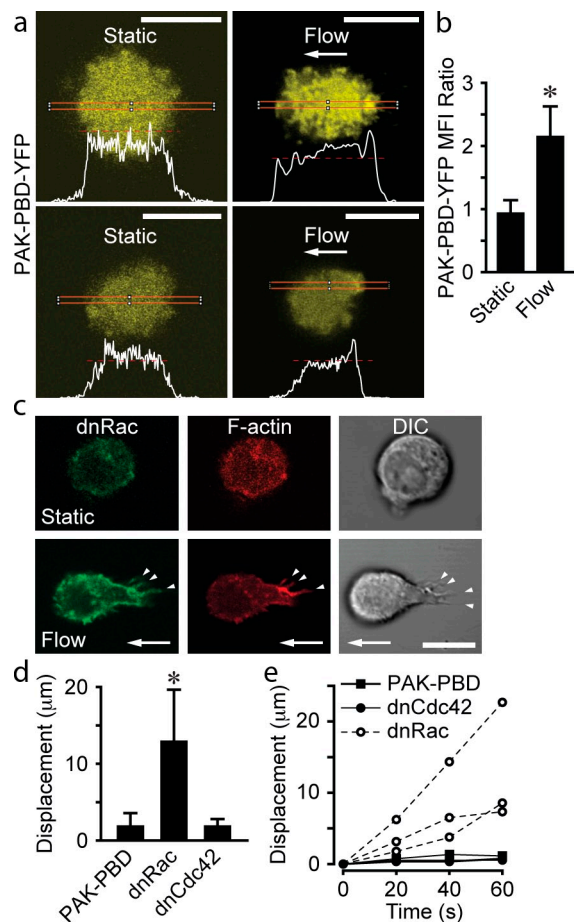 a
Static
Flow
Static
Flow
PAK-PBD-YFP
b
PAK-PBD-YFP MFI Ratio
3
2
1
0
*
Static
Flow
c
dnRac
F-actin
DIC
Static
Flow
d
Displacement (μm)
20
10
0
*
PAK-PBD
dnRac
dnCdc42
e
Displacement (μm)
20
10
0
PAK-PBD
dnCdc42
dnRac
0 20 40 60
Time (s)